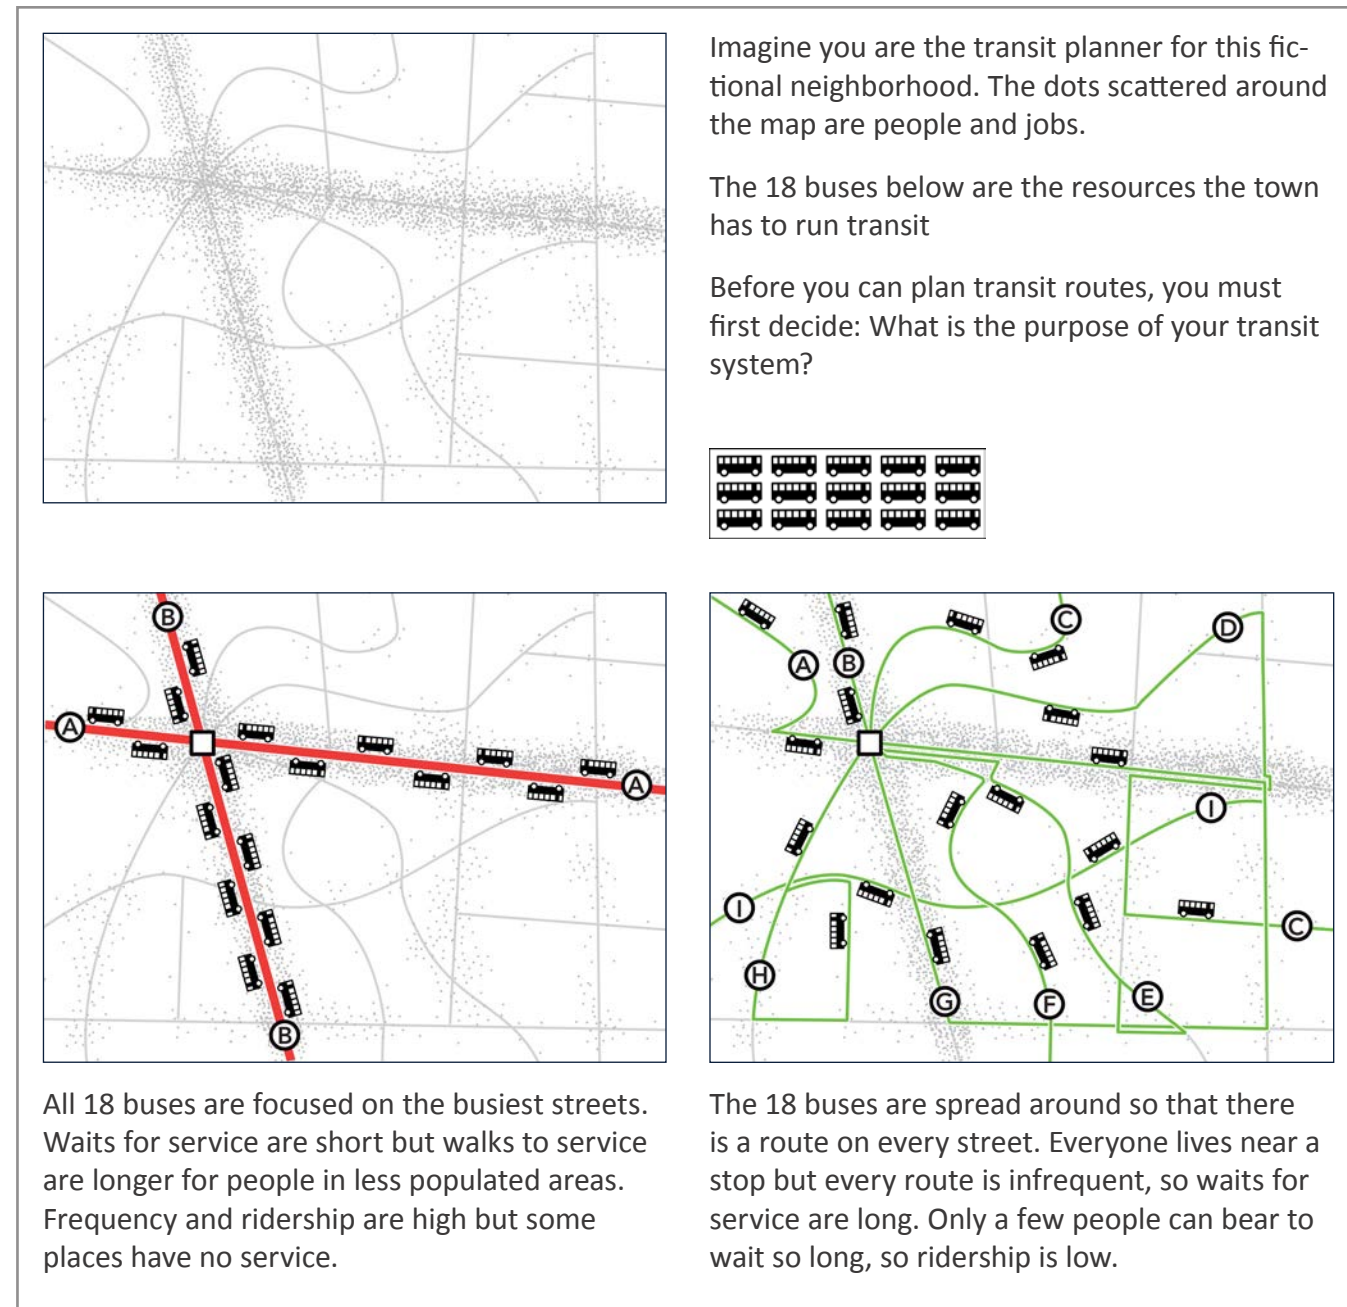 Imagine you are the transit planner for this fic-
tional neighborhood. The dots scattered around
the map are people and jobs.
The 18 buses below are the resources the town
has to run transit
Before you can plan transit routes, you must
first decide: What is the purpose of your transit
system?
B
A
A
B
A
B
C
D
I
I
C
H
G
F
E
All 18 buses are focused on the busiest streets.
Waits for service are short but walks to service
are longer for people in less populated areas.
Frequency and ridership are high but some
places have no service.
The 18 buses are spread around so that there
is a route on every street. Everyone lives near a
stop but every route is infrequent, so waits for
service are long. Only a few people can bear to
wait so long, so ridership is low.